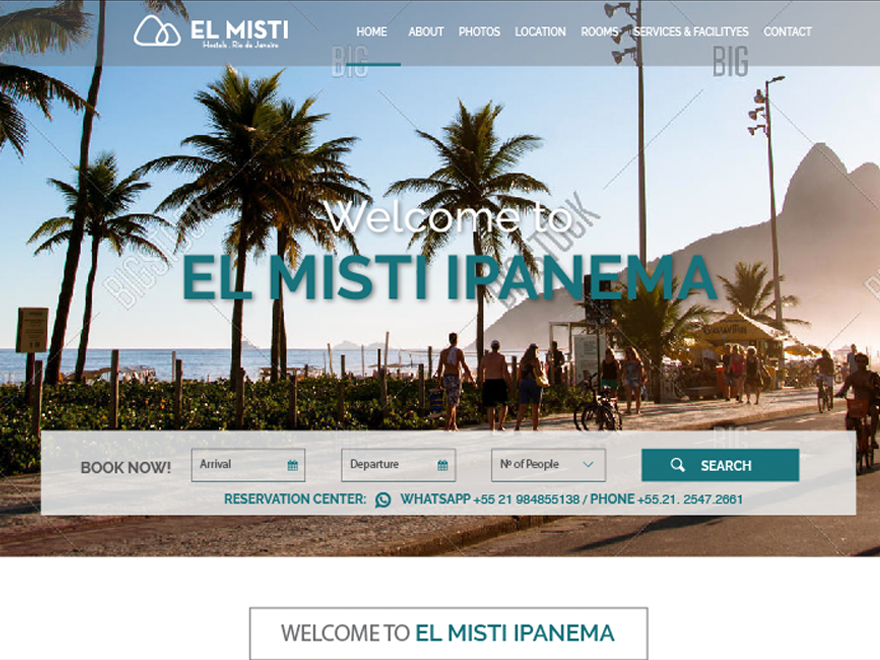 EL MISTI
Hostels . Rio de Janeiro
HOME ABOUT PHOTOS LOCATION ROOMS SERVICES & FACILITYES CONTACT
BIG BIG
Welcome to
EL MISTI IPANEMA
BIGSTOCK BIGSTOCK
BOOK NOW! Arrival Departure Nº of People SEARCH
RESERVATION CENTER: WHATSAPP +55 21 984855138 / PHONE +55.21. 2547.2661
WELCOME TO EL MISTI IPANEMA